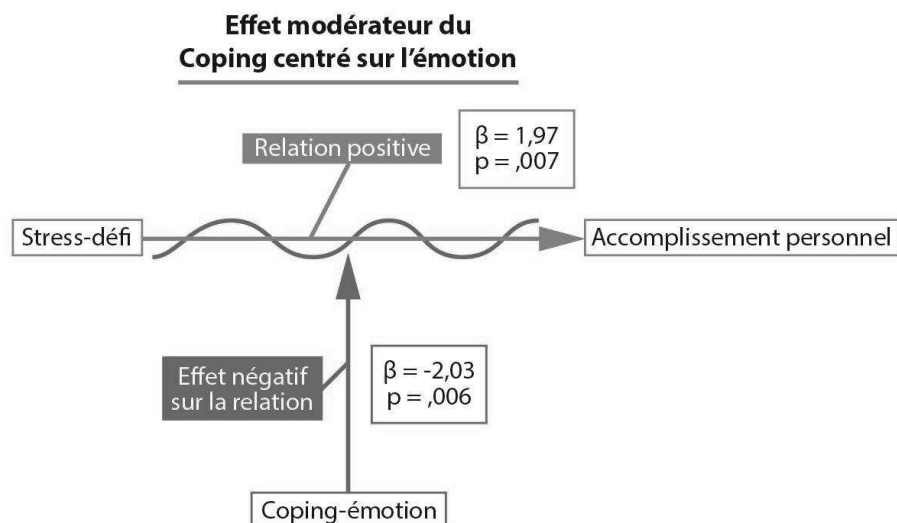 Effet modérateur du
Coping centré sur l’émotion
Relation positive
β = 1,97
p = ,007
Stress-défi
Accomplissement personnel
Effet négatif
sur la relation
β = -2,03
p = ,006
Coping-émotion